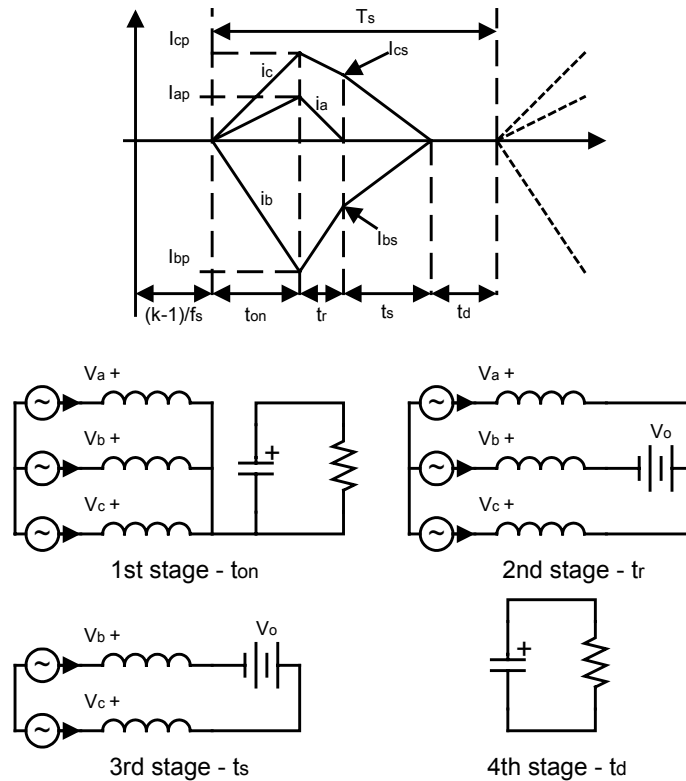 Ts
Icp
Ics
ic
Iap
ia
ib
Ibs
Ibp
(k-1)/fs
ton
tr
ts
td
Va +
Vb +
Vc +
+
1st stage - ton
Va +
Vb +
Vo
Vc +
2nd stage - tr
Vb +
Vo
Vc +
3rd stage - ts
+
4th stage - td